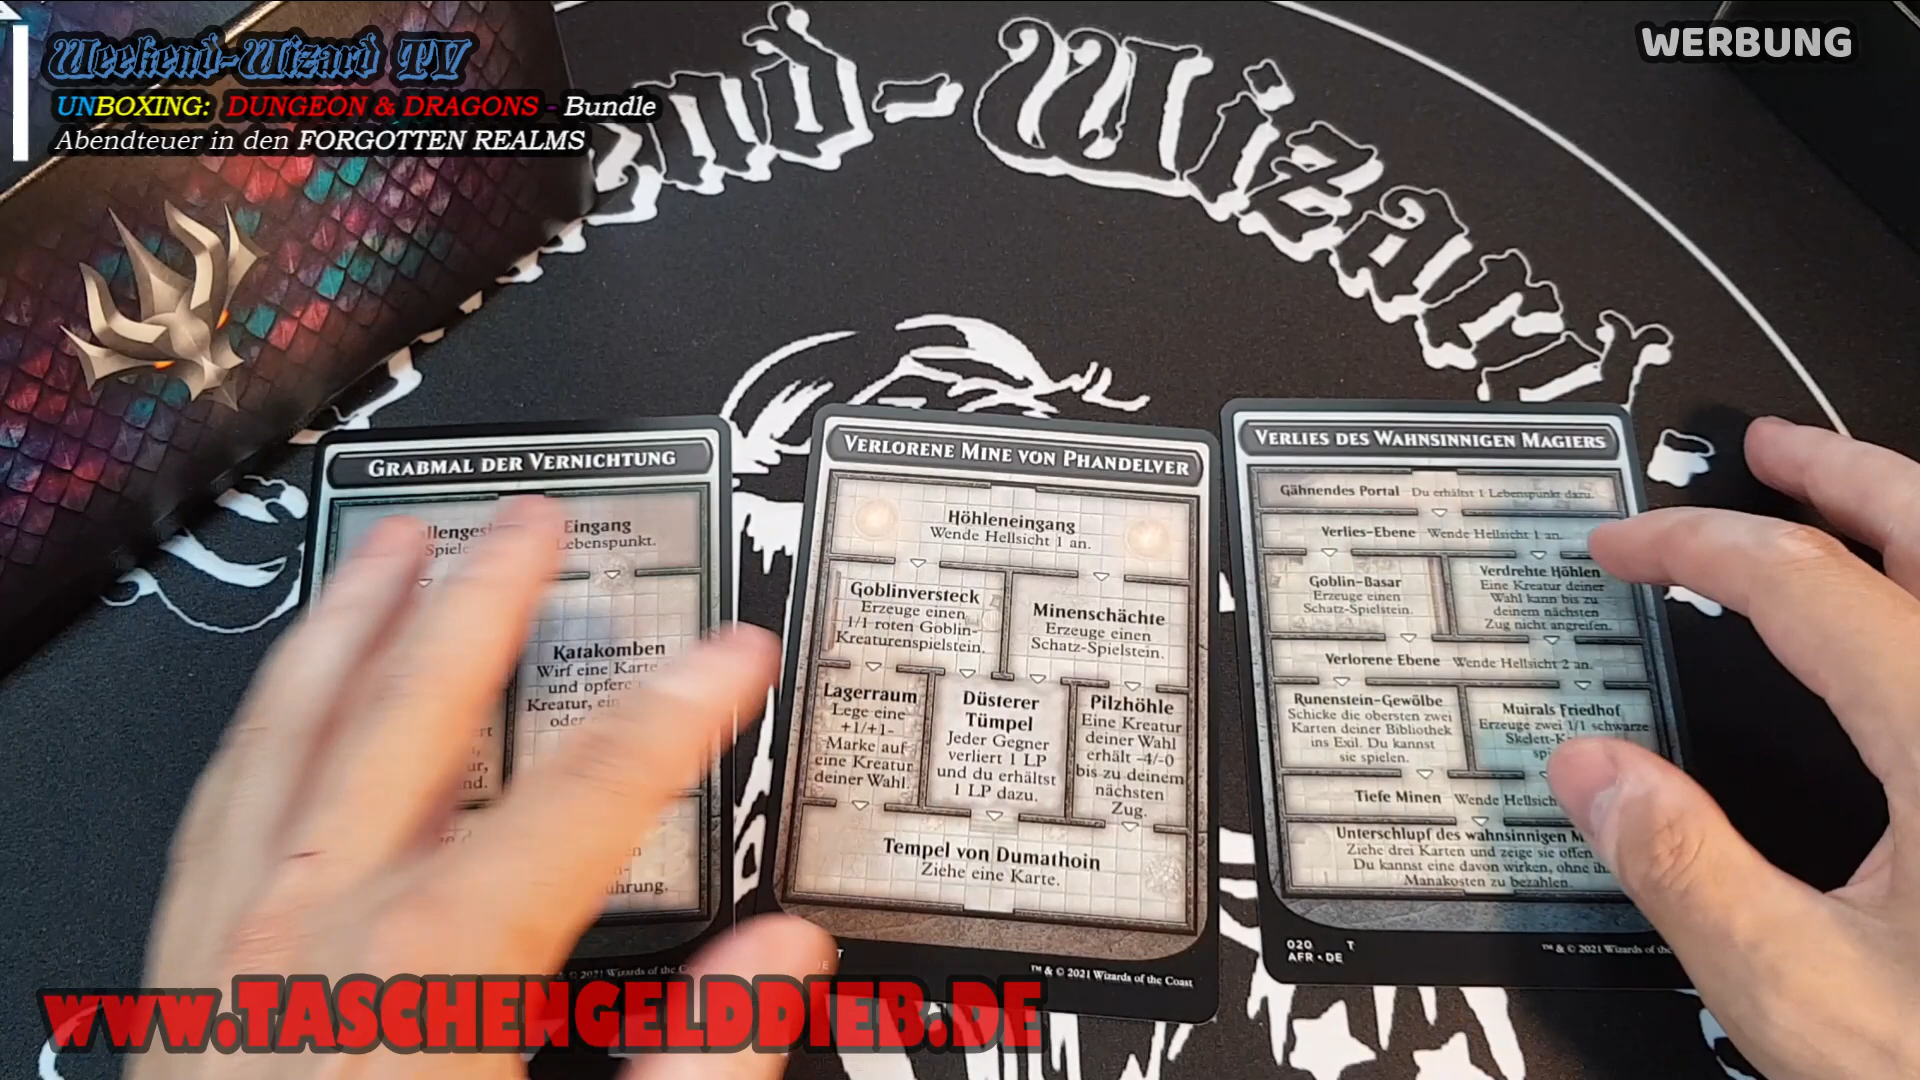 Weekend-Wizard TV
UNBOXING: DUNGEON & DRAGONS - Bundle
Abendteuer in den FORGOTTEN REALMS
WERBUNG
nd-Wizard
GRABMAL DER VERNICHTUNG
Eingang
Lebenspunkt.
Katakomben
Wirf eine Karte
und opfere
Kreatur,
oder
VERLORENE MINE VON PHANDELVER
Höhleneingang
Wende Hellsicht 1 an.
Goblinversteck
Erzeuge einen
1/1 roten Goblin-
Kreaturenspielstein.
Minenschächte
Erzeuge einen
Schatz-Spielstein.
Lagerraum
Lege eine
+1/+1-
Marke auf
eine Kreatur
deiner Wahl.
Düsterer
Tümpel
Jeder Gegner
verliert 1 LP
und du erhältst
1 LP dazu.
Pilzhöhle
Eine Kreatur
deiner Wahl
erhält -4/-0
bis zu deinem
nächsten
Zug.
Tempel von Dumathoin
Ziehe eine Karte.
™ & © 2021 Wizards of the Coast
VERLIES DES WAHNSINNIGEN MAGIERS
Gähnendes Portal Du erhältst 1 Lebenspunkt dazu.
Verlies-Ebene Wende Hellsicht 1 an.
Goblin-Basar
Erzeuge einen
Schatz-Spielstein.
Verdrehte Höhlen
Eine Kreatur deiner
Wahl kann bis zu
deinem nächsten
Zug nicht angreifen.
Verlorene Ebene Wende Hellsicht 2 an.
Runenstein-Gewölbe
Schicke die obersten zwei
Karten deiner Bibliothek
ins Exil. Du kannst
sie spielen.
Muirals Friedhof
Erzeuge zwei 1/1 schwarze
Skelett-K
Tiefe Minen Wende Hellsich
Unterschlupf des wahnsinnigen M
Ziehe drei Karten und zeige sie offen
Du kannst eine davon wirken, ohne ih
Manakosten zu bezahlen.
020 T
AFR • DE
™ & © 2021 Wizards of the
www.TASCHENGELDDIEB.DE